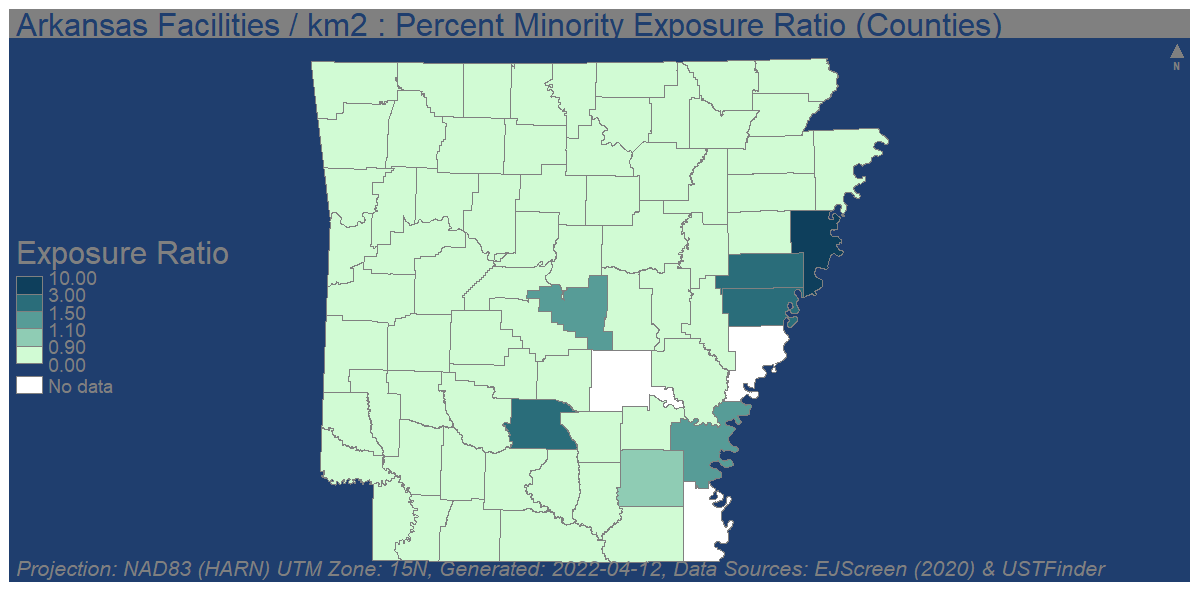 Arkansas Facilities / km2 : Percent Minority Exposure Ratio (Counties)
N
Exposure Ratio
10.00
3.00
1.50
1.10
0.90
0.00
No data
Projection: NAD83 (HARN) UTM Zone: 15N, Generated: 2022-04-12, Data Sources: EJScreen (2020) & USTFinder